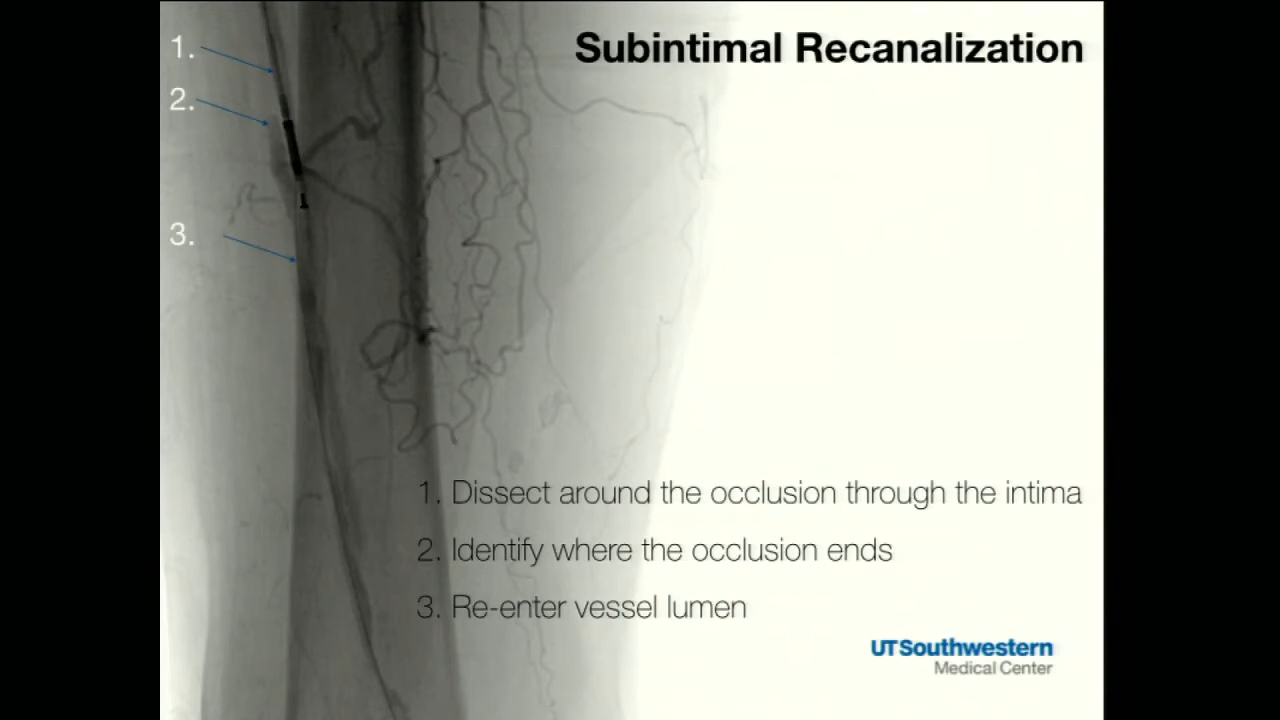 Subintimal Recanalization
1.
2.
3.
1. Dissect around the occlusion through the intima
2. Identify where the occlusion ends
3. Re-enter vessel lumen
UTSouthwestern
Medical Center